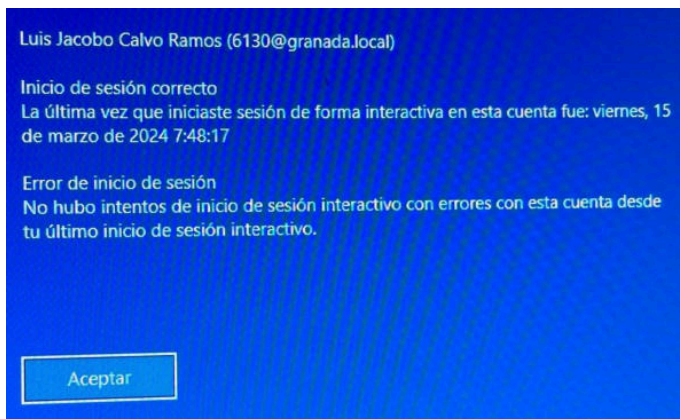 Luis Jacobo Calvo Ramos (6130@granada.local)
Inicio de sesión correcto
La última vez que iniciaste sesión de forma interactiva en esta cuenta fue: viernes, 15
de marzo de 2024 7:48:17
Error de inicio de sesión
No hubo intentos de inicio de sesión interactivo con errores con esta cuenta desde
tu último inicio de sesión interactivo.
Aceptar